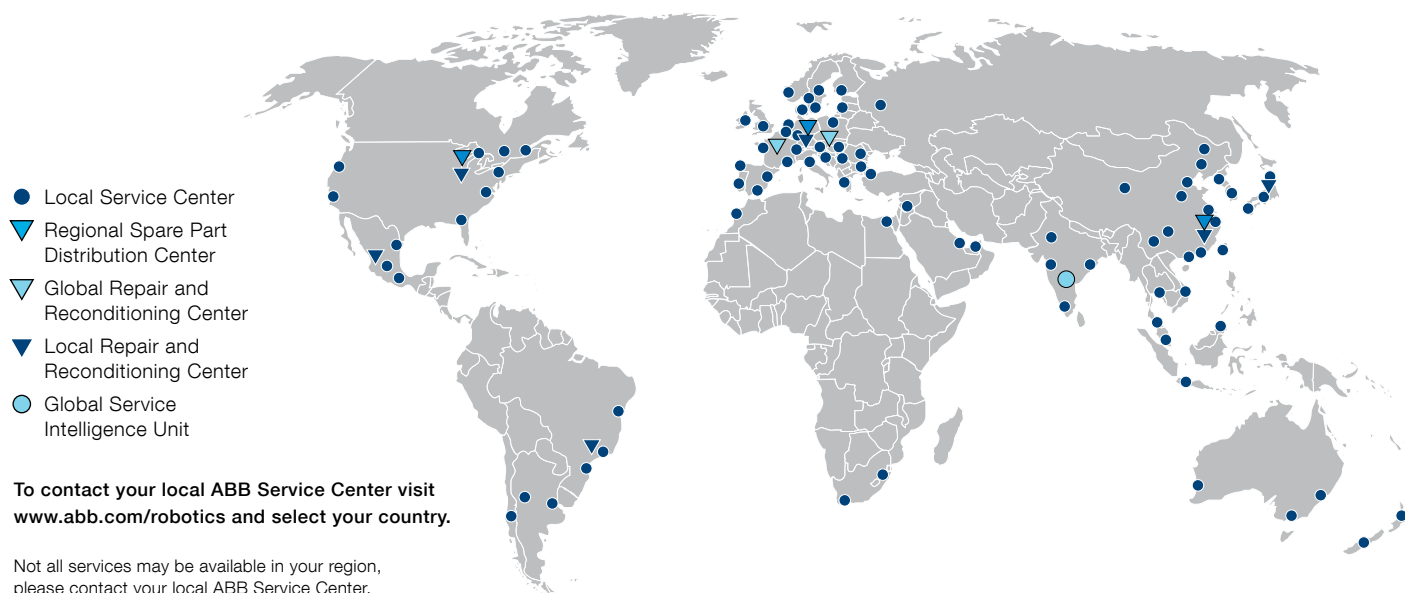 Local Service Center
Regional Spare Part
Distribution Center
Global Repair and
Reconditioning Center
Local Repair and
Reconditioning Center
Global Service
Intelligence Unit
To contact your local ABB Service Center visit
www.abb.com/robotics and select your country.
Not all services may be available in your region,
please contact your local ABB Service Center.